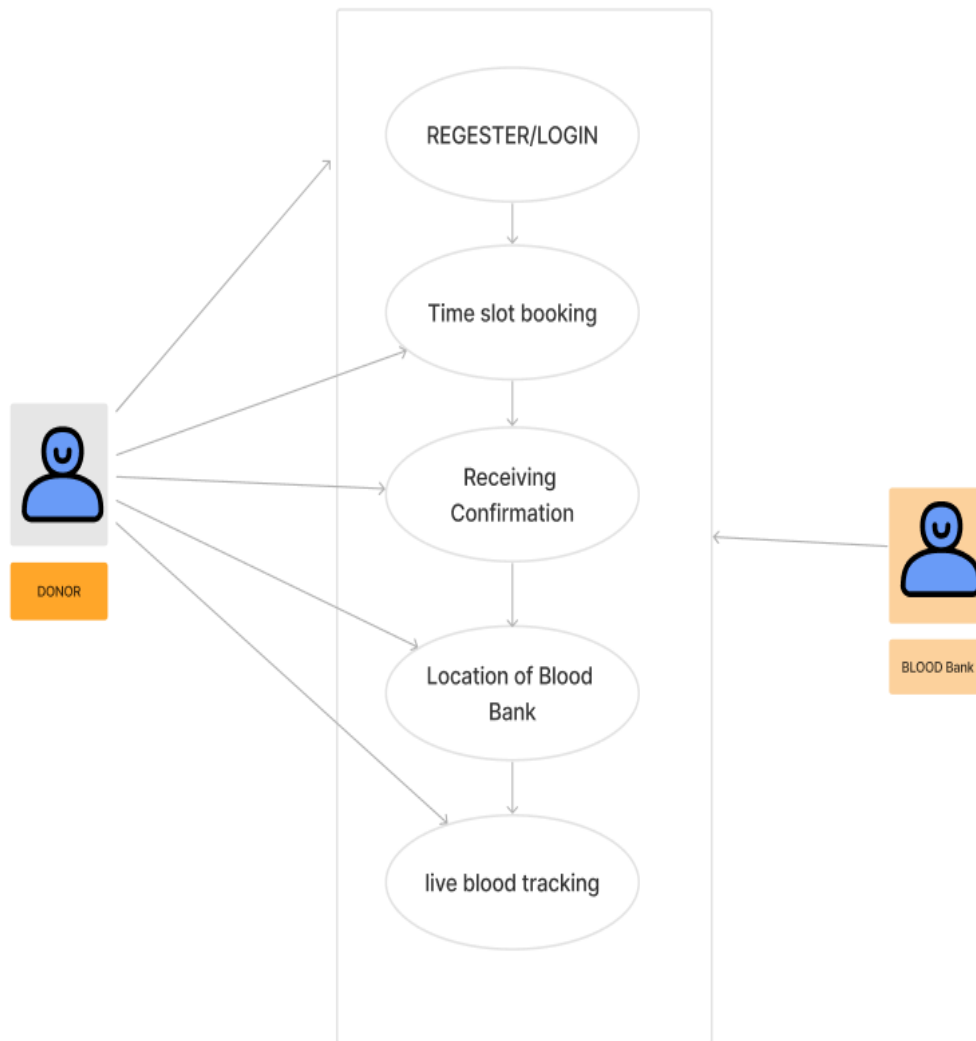 REGESTER/LOGIN
Time slot booking
Receiving
Confirmation
DONOR
Location of Blood
Bank
BLOOD Bank
live blood tracking